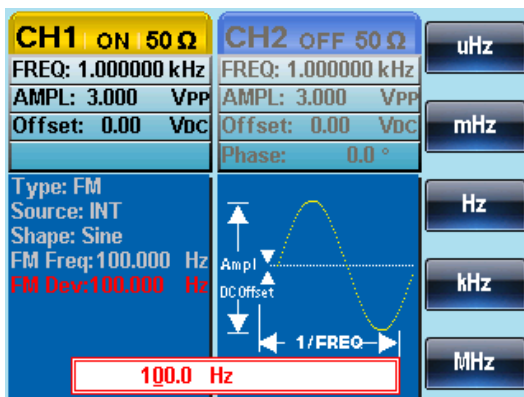 CH1 ON 50 Ω
FREQ: 1.000000 kHz
AMPL: 3.000 VPP
Offset: 0.00 VDC
CH2 OFF 50 Ω
FREQ: 1.000000 kHz
AMPL: 3.000 VPP
Offset: 0.00 VDC
Phase: 0.0 °
Type: FM
Source: INT
Shape: Sine
FM Freq:100.000 Hz
FM Dev:100.000 Hz
Ampl
DC Offset
1/FREQ
100.0 Hz
uHz
mHz
Hz
kHz
MHz